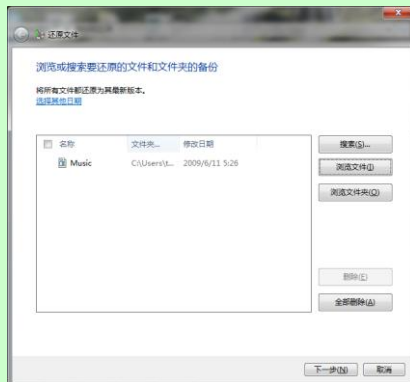 还原文件
浏览或搜索要还原的文件和文件夹的备份
将所有文件都还原为其最新版本。
选择其他日期
名称 文件夹... 修改日期
Music C:\Users\t... 2009/6/11 5:26
搜索(S)...
浏览文件(I)
浏览文件夹(O)
删除(E)
全部删除(A)
下一步(N) 取消